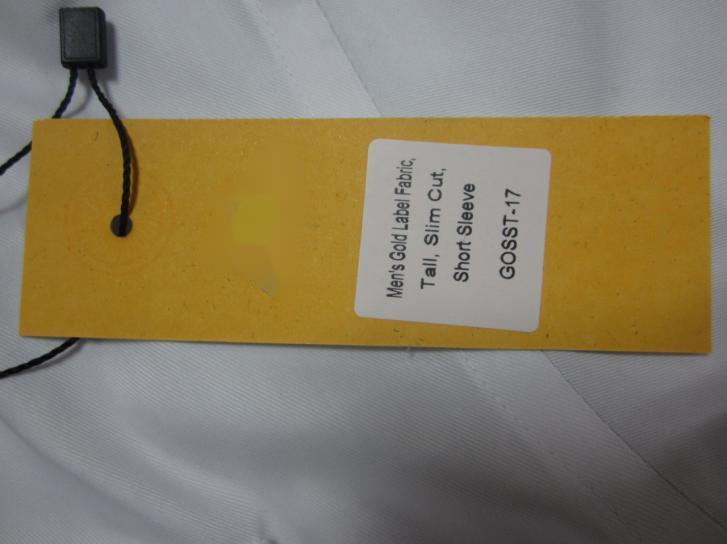 Men's Gold Label Fabric,
Tall, Slim Cut,
Short Sleeve
GOSST-17